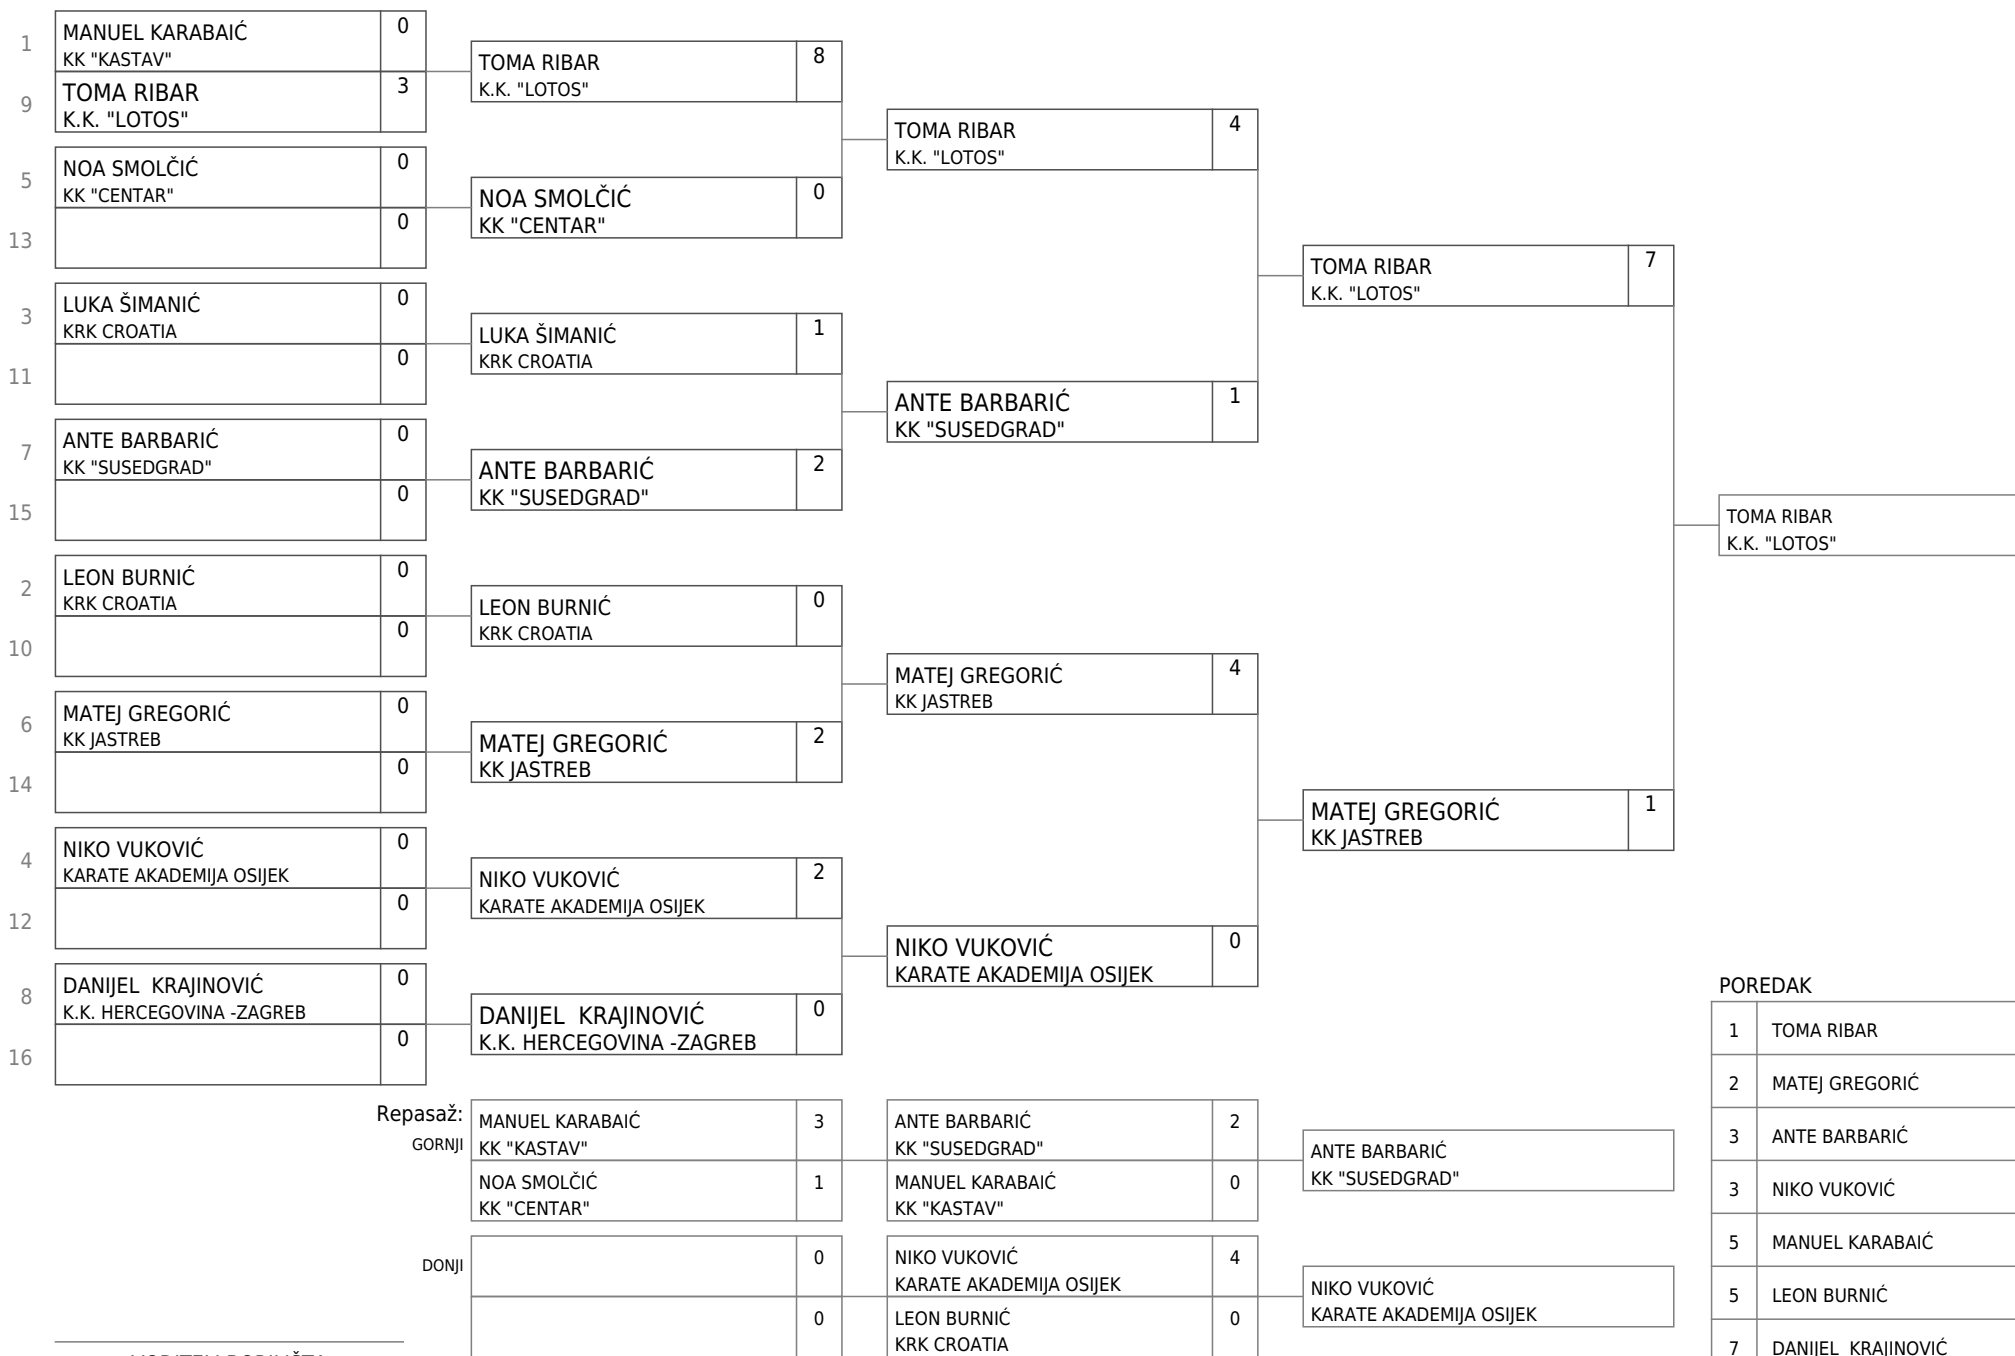 1
MANUEL KARABAIĆ 0
KK "KASTAV"
9
TOMA RIBAR 3
K.K. "LOTOS"
5
NOA SMOLČIĆ 0
KK "CENTAR"
13
0
3
LUKA ŠIMANIĆ 0
KRK CROATIA
11
0
7
ANTE BARBARIĆ 0
KK "SUSEDGRAD"
15
0
2
LEON BURNIĆ 0
KRK CROATIA
10
0
6
MATEJ GREGORIĆ 0
KK JASTREB
14
0
4
NIKO VUKOVIĆ 0
KARATE AKADEMIJA OSIJEK
12
0
8
DANIJEL  KRAJINOVIĆ 0
K.K. HERCEGOVINA -ZAGREB
16
0
TOMA RIBAR 8
K.K. "LOTOS"
NOA SMOLČIĆ 0
KK "CENTAR"
LUKA ŠIMANIĆ 1
KRK CROATIA
ANTE BARBARIĆ 2
KK "SUSEDGRAD"
LEON BURNIĆ 0
KRK CROATIA
MATEJ GREGORIĆ 2
KK JASTREB
NIKO VUKOVIĆ 2
KARATE AKADEMIJA OSIJEK
DANIJEL  KRAJINOVIĆ 0
K.K. HERCEGOVINA -ZAGREB
TOMA RIBAR 4
K.K. "LOTOS"
ANTE BARBARIĆ 1
KK "SUSEDGRAD"
MATEJ GREGORIĆ 4
KK JASTREB
NIKO VUKOVIĆ 0
KARATE AKADEMIJA OSIJEK
TOMA RIBAR 7
K.K. "LOTOS"
MATEJ GREGORIĆ 1
KK JASTREB
TOMA RIBAR
K.K. "LOTOS"
Repasaž:
GORNJI
MANUEL KARABAIĆ 3
KK "KASTAV"
NOA SMOLČIĆ 1
KK "CENTAR"
ANTE BARBARIĆ 2
KK "SUSEDGRAD"
MANUEL KARABAIĆ 0
KK "KASTAV"
ANTE BARBARIĆ
KK "SUSEDGRAD"
DONJI
0
0
NIKO VUKOVIĆ 4
KARATE AKADEMIJA OSIJEK
LEON BURNIĆ 0
KRK CROATIA
NIKO VUKOVIĆ
KARATE AKADEMIJA OSIJEK
POREDAK
1 TOMA RIBAR
2 MATEJ GREGORIĆ
3 ANTE BARBARIĆ
3 NIKO VUKOVIĆ
5 MANUEL KARABAIĆ
5 LEON BURNIĆ
7 DANIJEL  KRAJINOVIĆ